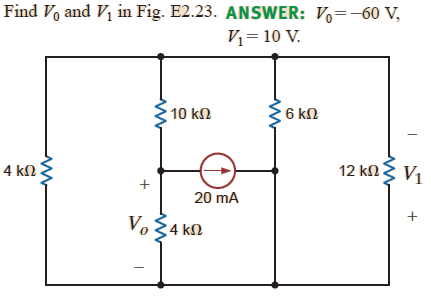 Find V₀ and V₁ in Fig. E2.23. ANSWER: V₀=−60 V,
V₁= 10 V.
10 kΩ
6 kΩ
−
4 kΩ
12 kΩ
V₁
+
20 mA
+
Vₒ
4 kΩ
−